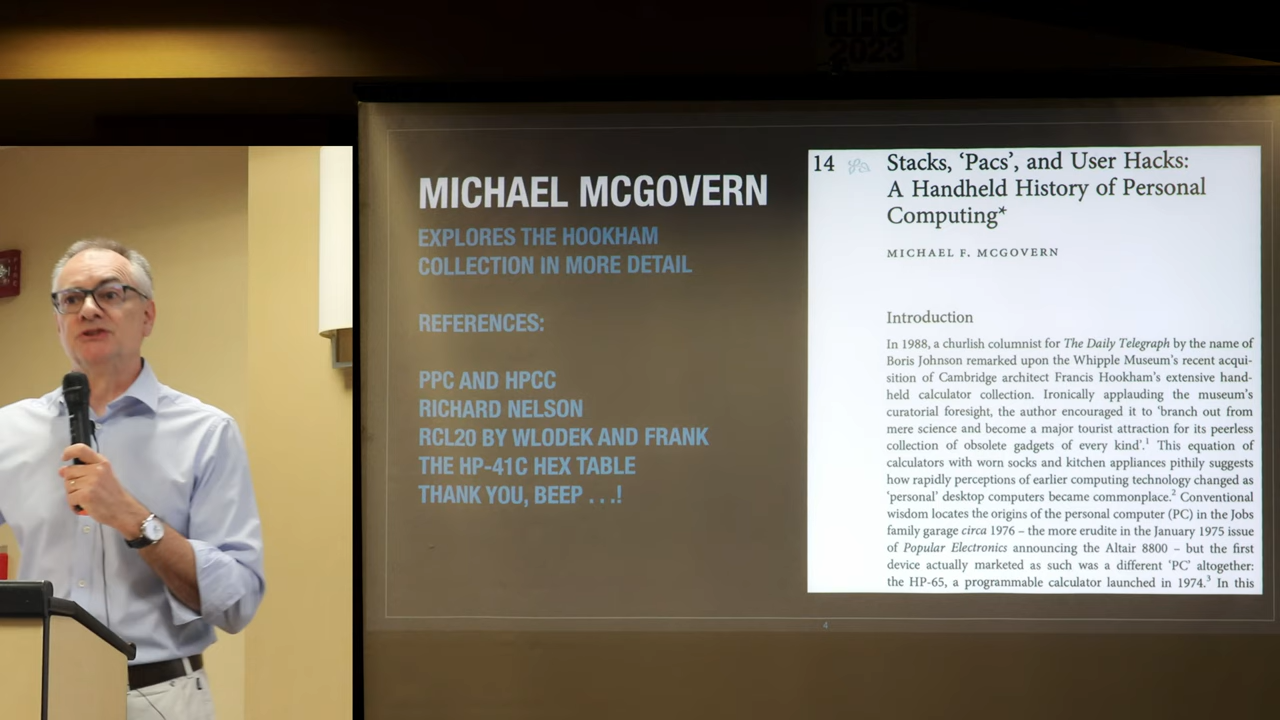 HHC
2023
MICHAEL MCGOVERN
EXPLORES THE HOOKHAM
COLLECTION IN MORE DETAIL
REFERENCES:
PPC AND HPCC
RICHARD NELSON
RCL20 BY WLODEK AND FRANK
THE HP-41C HEX TABLE
THANK YOU, BEEP . . .!
14
Stacks, ‘Pacs’, and User Hacks:
A Handheld History of Personal
Computing*
MICHAEL F. MCGOVERN
Introduction
In 1988, a churlish columnist for The Daily Telegraph by the name of
Boris Johnson remarked upon the Whipple Museum’s recent acqui-
sition of Cambridge architect Francis Hookham’s extensive hand-
held calculator collection. Ironically applauding the museum’s
curatorial foresight, the author encouraged it to ‘branch out from
mere science and become a major tourist attraction for its peerless
collection of obsolete gadgets of every kind’.1 This equation of
calculators with worn socks and kitchen appliances pithily suggests
how rapidly perceptions of earlier computing technology changed as
‘personal’ desktop computers became commonplace.2 Conventional
wisdom locates the origins of the personal computer (PC) in the Jobs
family garage circa 1976 – the more erudite in the January 1975 issue
of Popular Electronics announcing the Altair 8800 – but the first
device actually marketed as such was a different ‘PC’ altogether:
the HP-65, a programmable calculator launched in 1974.3 In this
4